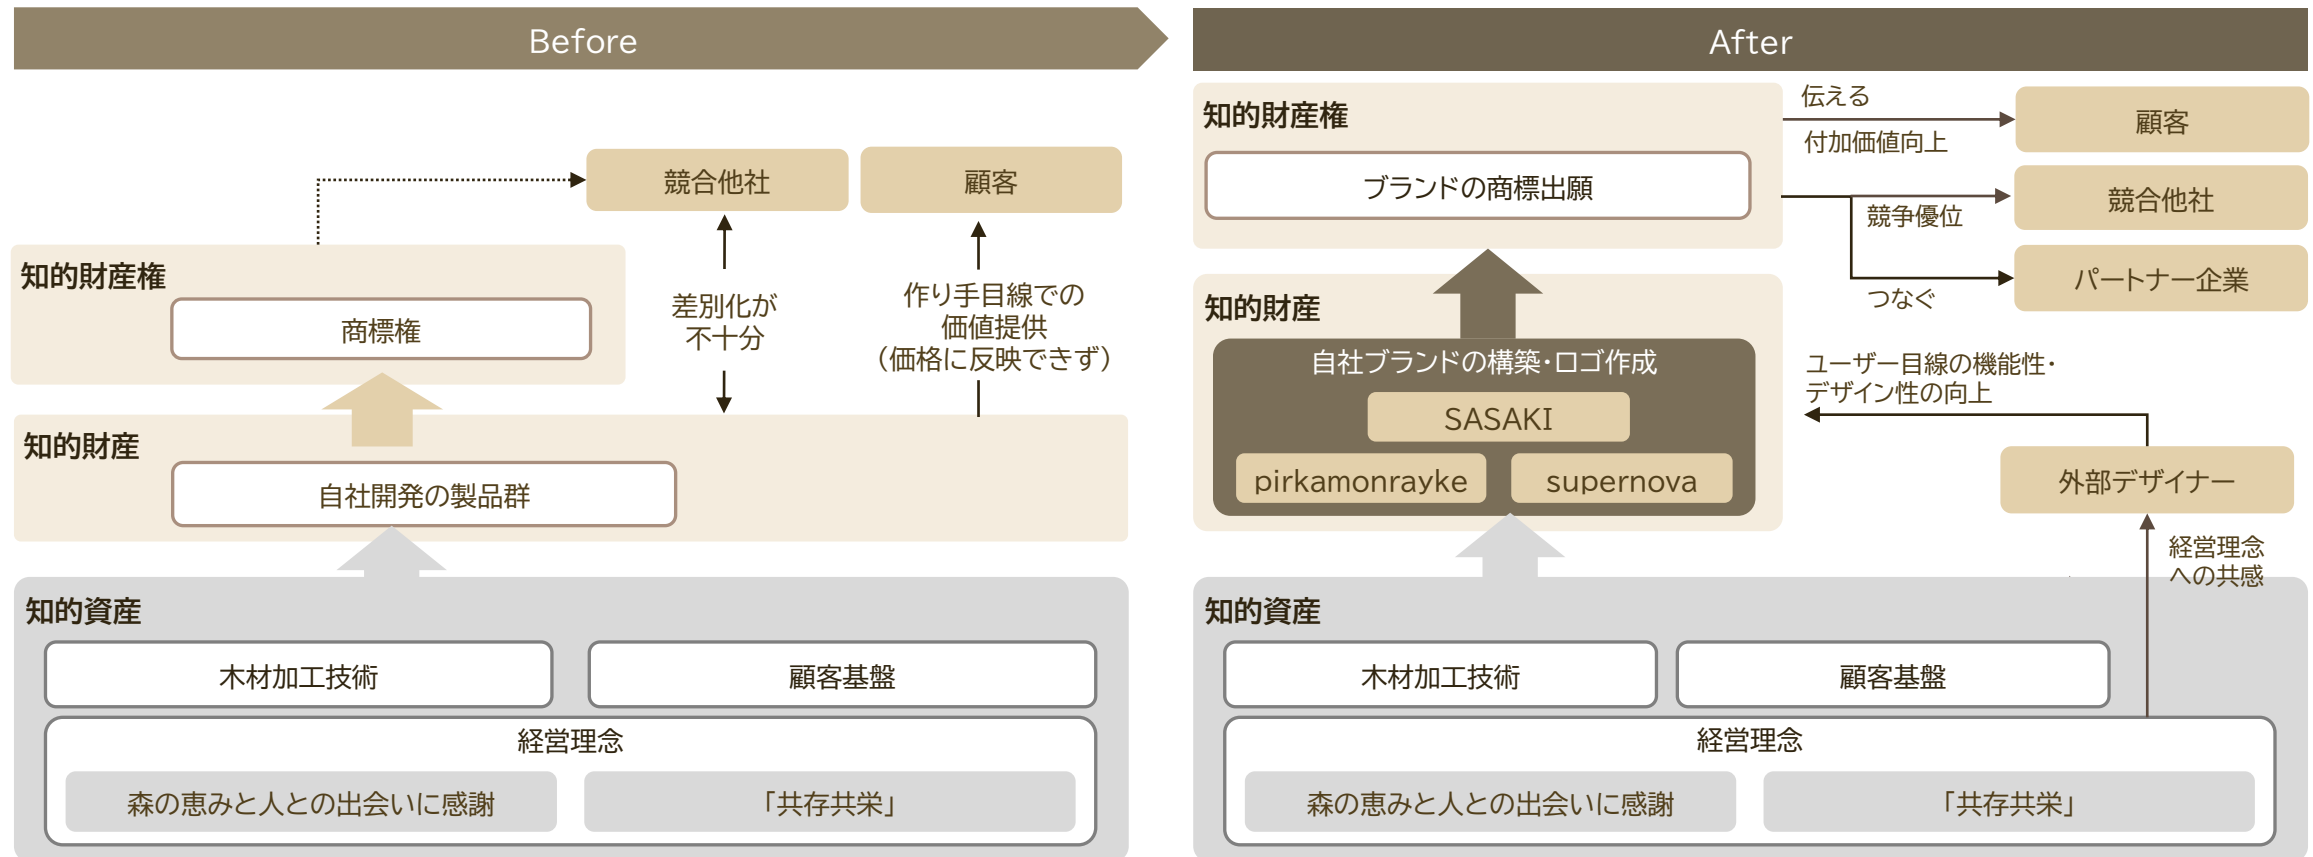 Before
競合他社
顧客
知的財産権
商標権
差別化が
不十分
作り手目線での
価値提供
（価格に反映できず）
知的財産
自社開発の製品群
知的資産
木材加工技術
顧客基盤
経営理念
森の恵みと人との出会いに感謝
「共存共栄」
After
知的財産権
ブランドの商標出願
伝える
付加価値向上
顧客
競争優位
競合他社
つなぐ
パートナー企業
知的財産
自社ブランドの構築・ロゴ作成
SASAKI
pirkamonrayke
supernova
ユーザー目線の機能性・
デザイン性の向上
外部デザイナー
経営理念
への共感
知的資産
木材加工技術
顧客基盤
経営理念
森の恵みと人との出会いに感謝
「共存共栄」